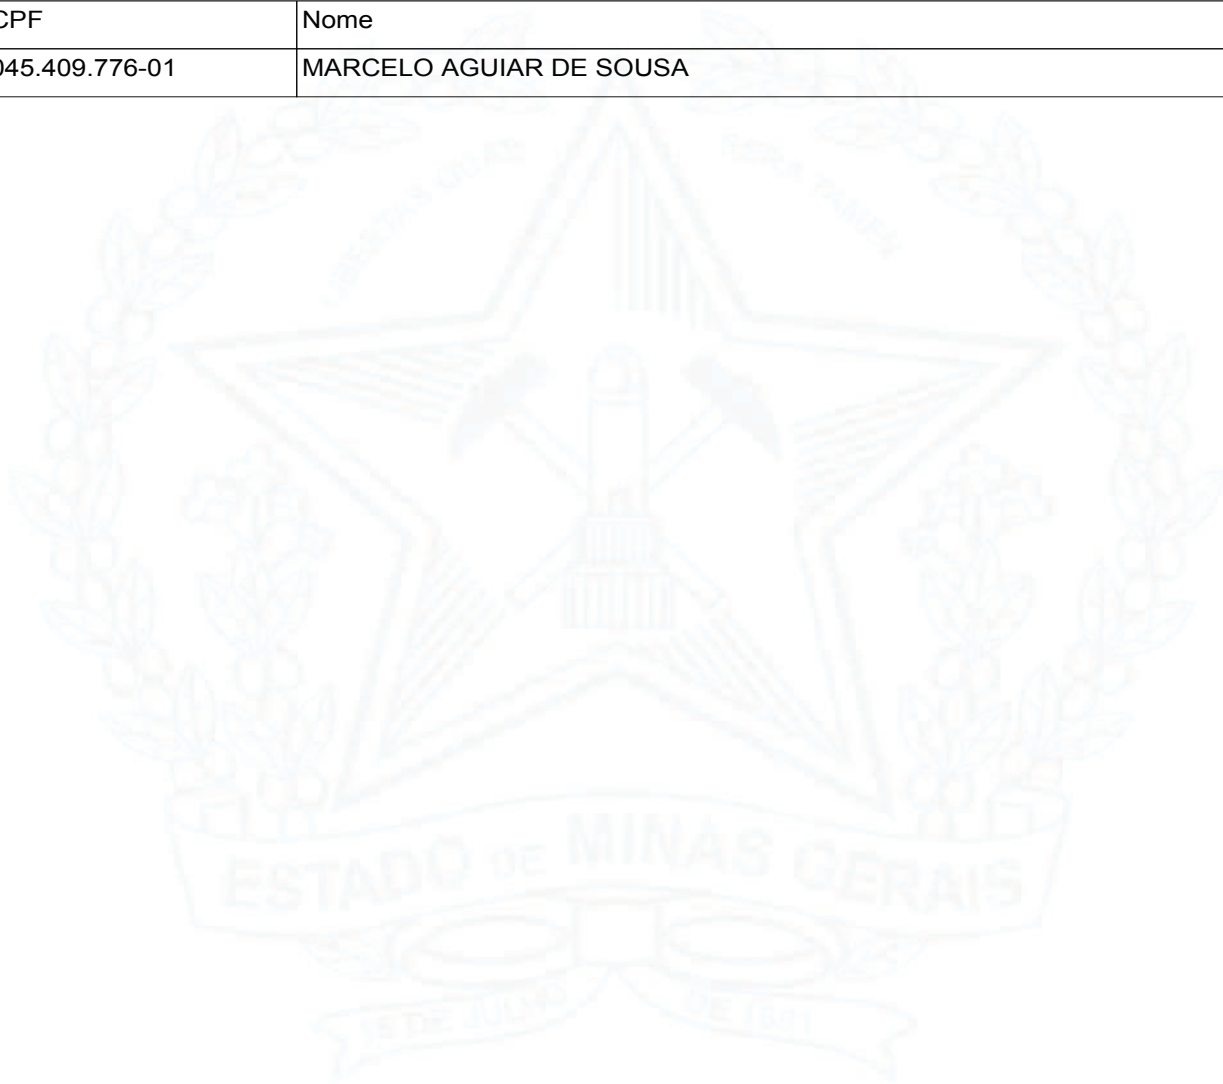 CPF Nome
045.409.776-01 MARCELO AGUIAR DE SOUSA
LIBERTAS QUAE SERA TAMEN
ESTADO DE MINAS GERAIS
15 DE JULHO DE 1891